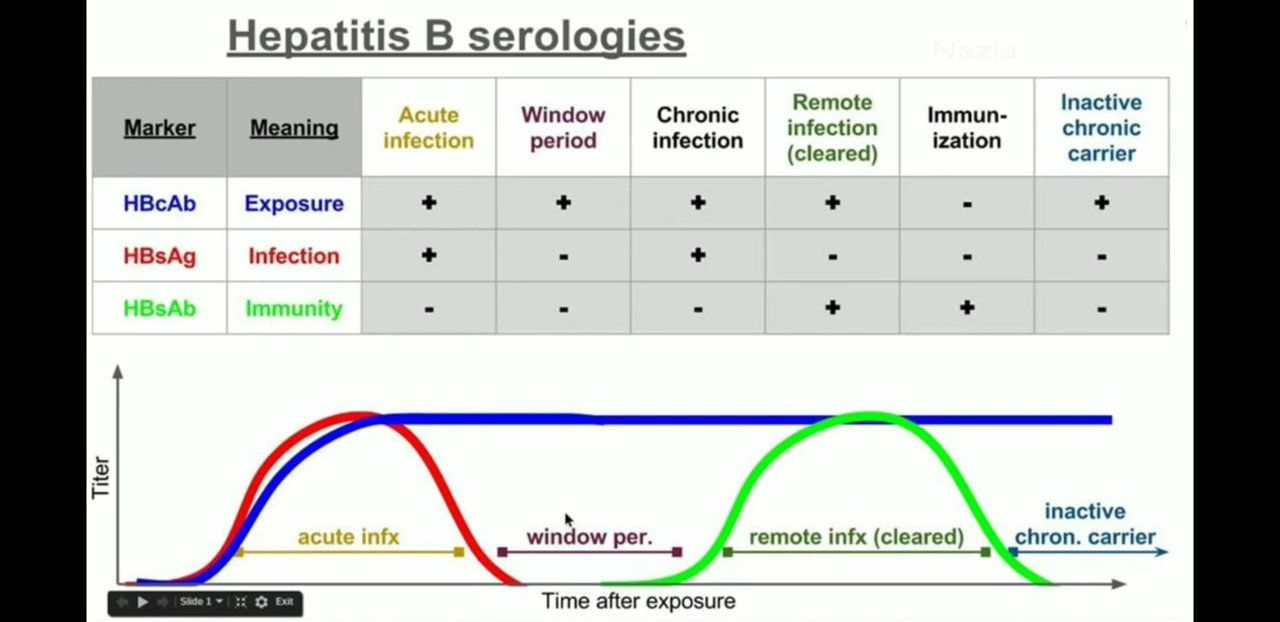 Hepatitis B serologies
Nazia
Marker
Meaning
Acute
infection
Window
period
Chronic
infection
Remote
infection
(cleared)
Immun-
ization
Inactive
chronic
carrier
HBcAb Exposure + + + + - +
HBsAg Infection + - + - - -
HBsAb Immunity - - - + + -
Titer
acute infx
window per.
remote infx (cleared)
inactive
chron. carrier
Time after exposure
Slide 1
Exit